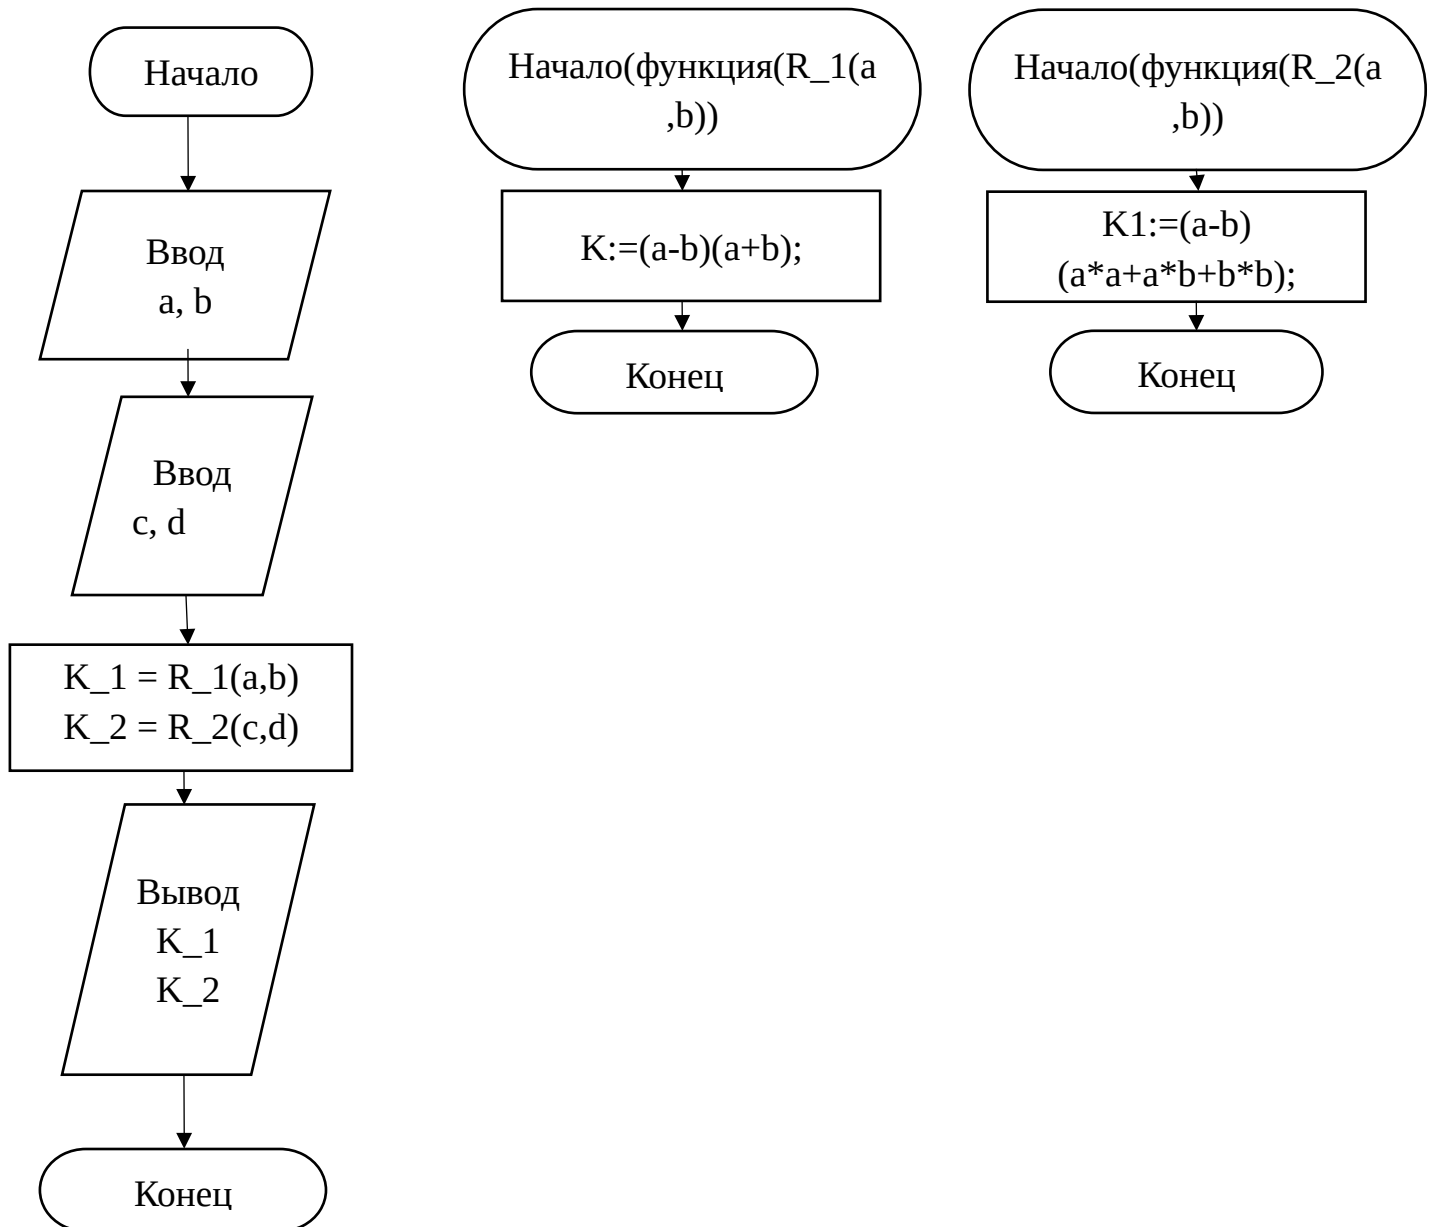 Начало
Ввод
a, b
Ввод
c, d
K_1 = R_1(a,b)
K_2 = R_2(c,d)
Вывод
K_1
K_2
Конец
Начало(функция(R_1(a
,b))
K:=(a-b)(a+b);
Конец
Начало(функция(R_2(a
,b))
K1:=(a-b)
(a*a+a*b+b*b);
Конец